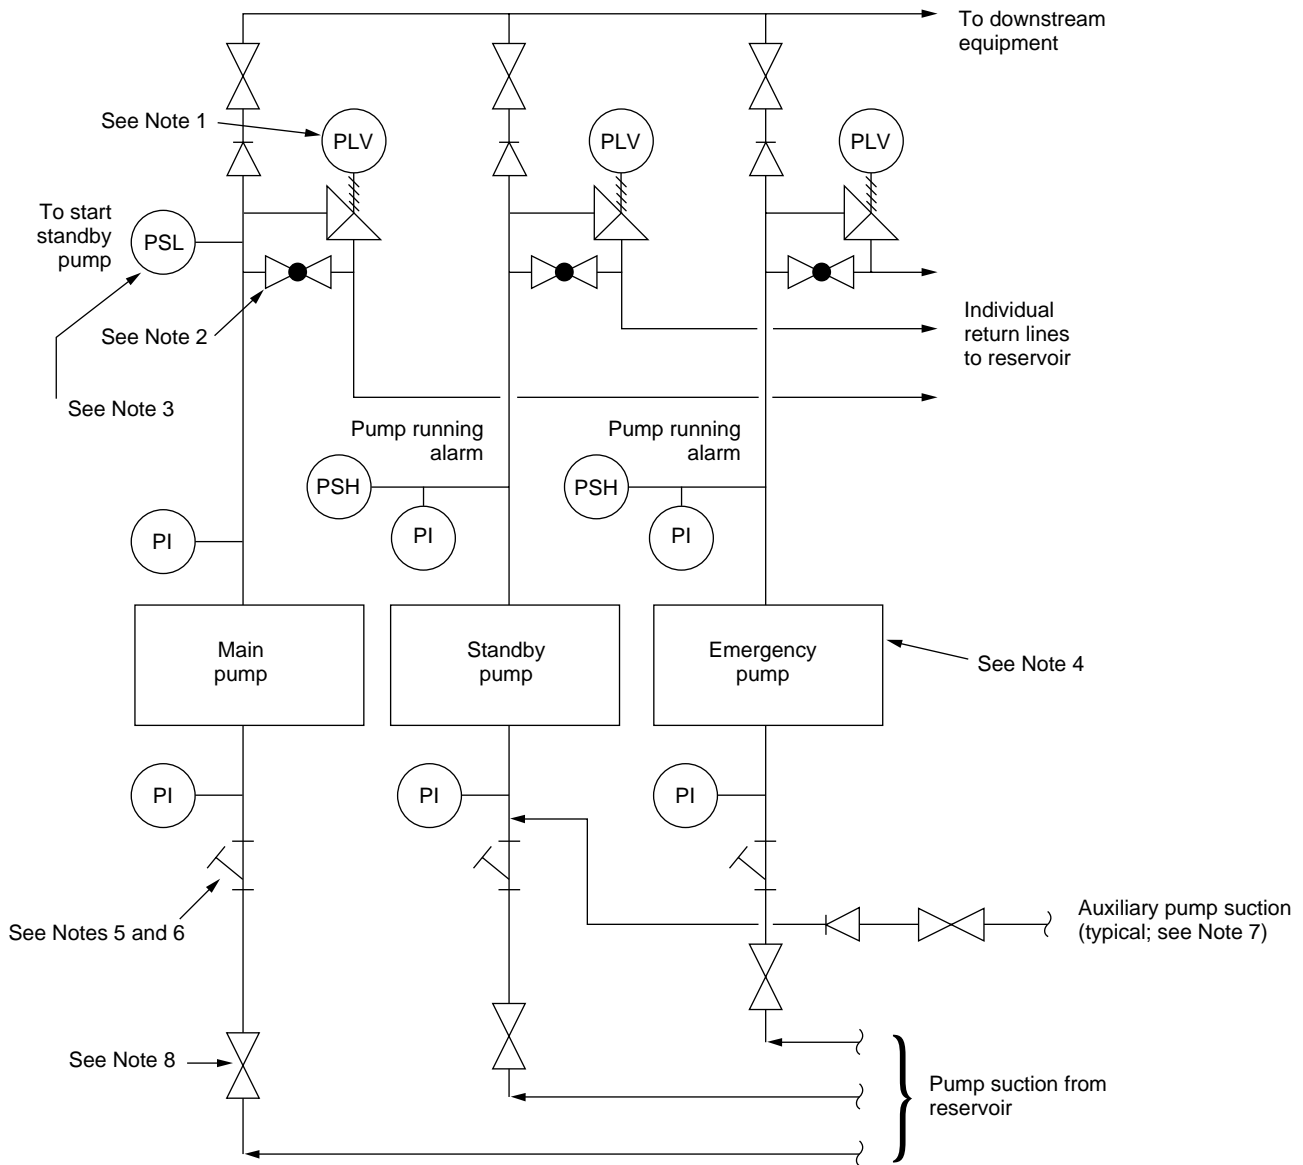 To downstream
equipment
See Note 1
PLV
PLV
PLV
To start
standby
pump
PSL
See Note 2
Individual
return lines
to reservoir
See Note 3
Pump running
alarm
Pump running
alarm
PSH
PSH
PI
PI
PI
Main
pump
Standby
pump
Emergency
pump
See Note 4
PI
PI
PI
See Notes 5 and 6
Auxiliary pump suction
(typical; see Note 7)
See Note 8
Pump suction from
reservoir